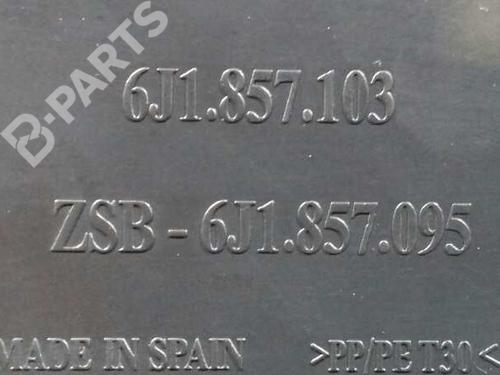 B-PARTS
6J1.857.103
ZSB - 6J1.857.095
MADE IN SPAIN >PP/PE T30<